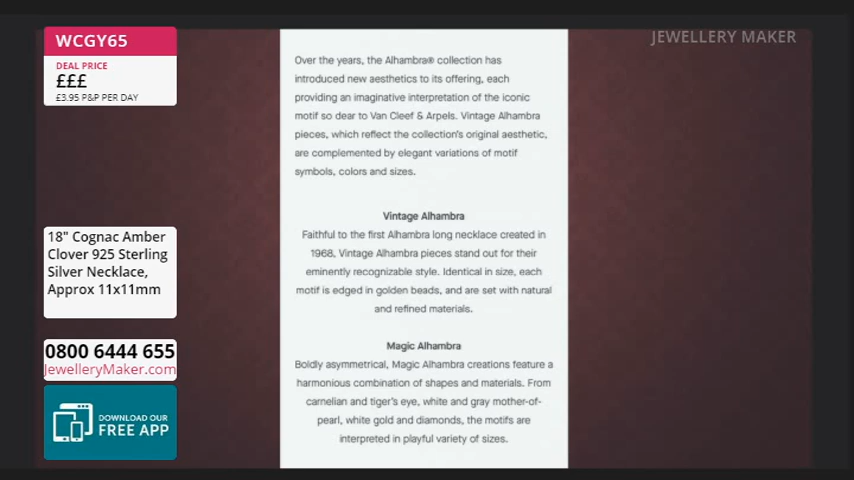 WCGY65
DEAL PRICE
£££
£3.95 P&P PER DAY
JEWELLERY MAKER
Over the years, the Alhambra® collection has
introduced new aesthetics to its offering, each
providing an imaginative interpretation of the iconic
motif so dear to Van Cleef & Arpels. Vintage Alhambra
pieces, which reflect the collection's original aesthetic,
are complemented by elegant variations of motif
symbols, colors and sizes.
Vintage Alhambra
Faithful to the first Alhambra long necklace created in
1968, Vintage Alhambra pieces stand out for their
eminently recognizable style. Identical in size, each
motif is edged in golden beads, and are set with natural
and refined materials.
Magic Alhambra
Boldly asymmetrical, Magic Alhambra creations feature a
harmonious combination of shapes and materials. From
carnelian and tiger's eye, white and gray mother-of-
pearl, white gold and diamonds, the motifs are
interpreted in playful variety of sizes.
18" Cognac Amber
Clover 925 Sterling
Silver Necklace,
Approx 11x11mm
0800 6444 655
JewelleryMaker.com
DOWNLOAD OUR
FREE APP